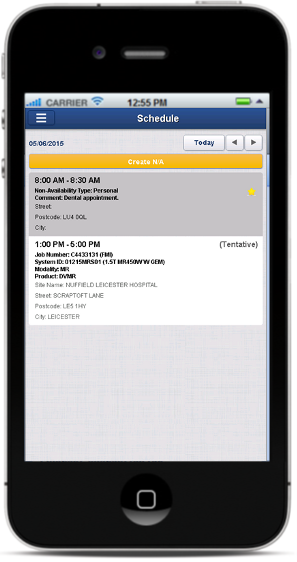 CARRIER 12:55 PM
Schedule
05/06/2015 Today
Create N/A
8:00 AM - 8:30 AM
Non-Availability Type: Personal
Comment: Dental appointment.
Street:
Postcode: LU4 0QL
City:
1:00 PM - 5:00 PM (Tentative)
Job Number: C4433131 (FMI)
System ID: 01215MRS01 (1.5T MR450WW GEM)
Modality: MR
Product: DVMR
Site Name: NUFFIELD LEICESTER HOSPITAL
Street: SCRAPTOFT LANE
Postcode: LE5 1HY
City: LEICESTER